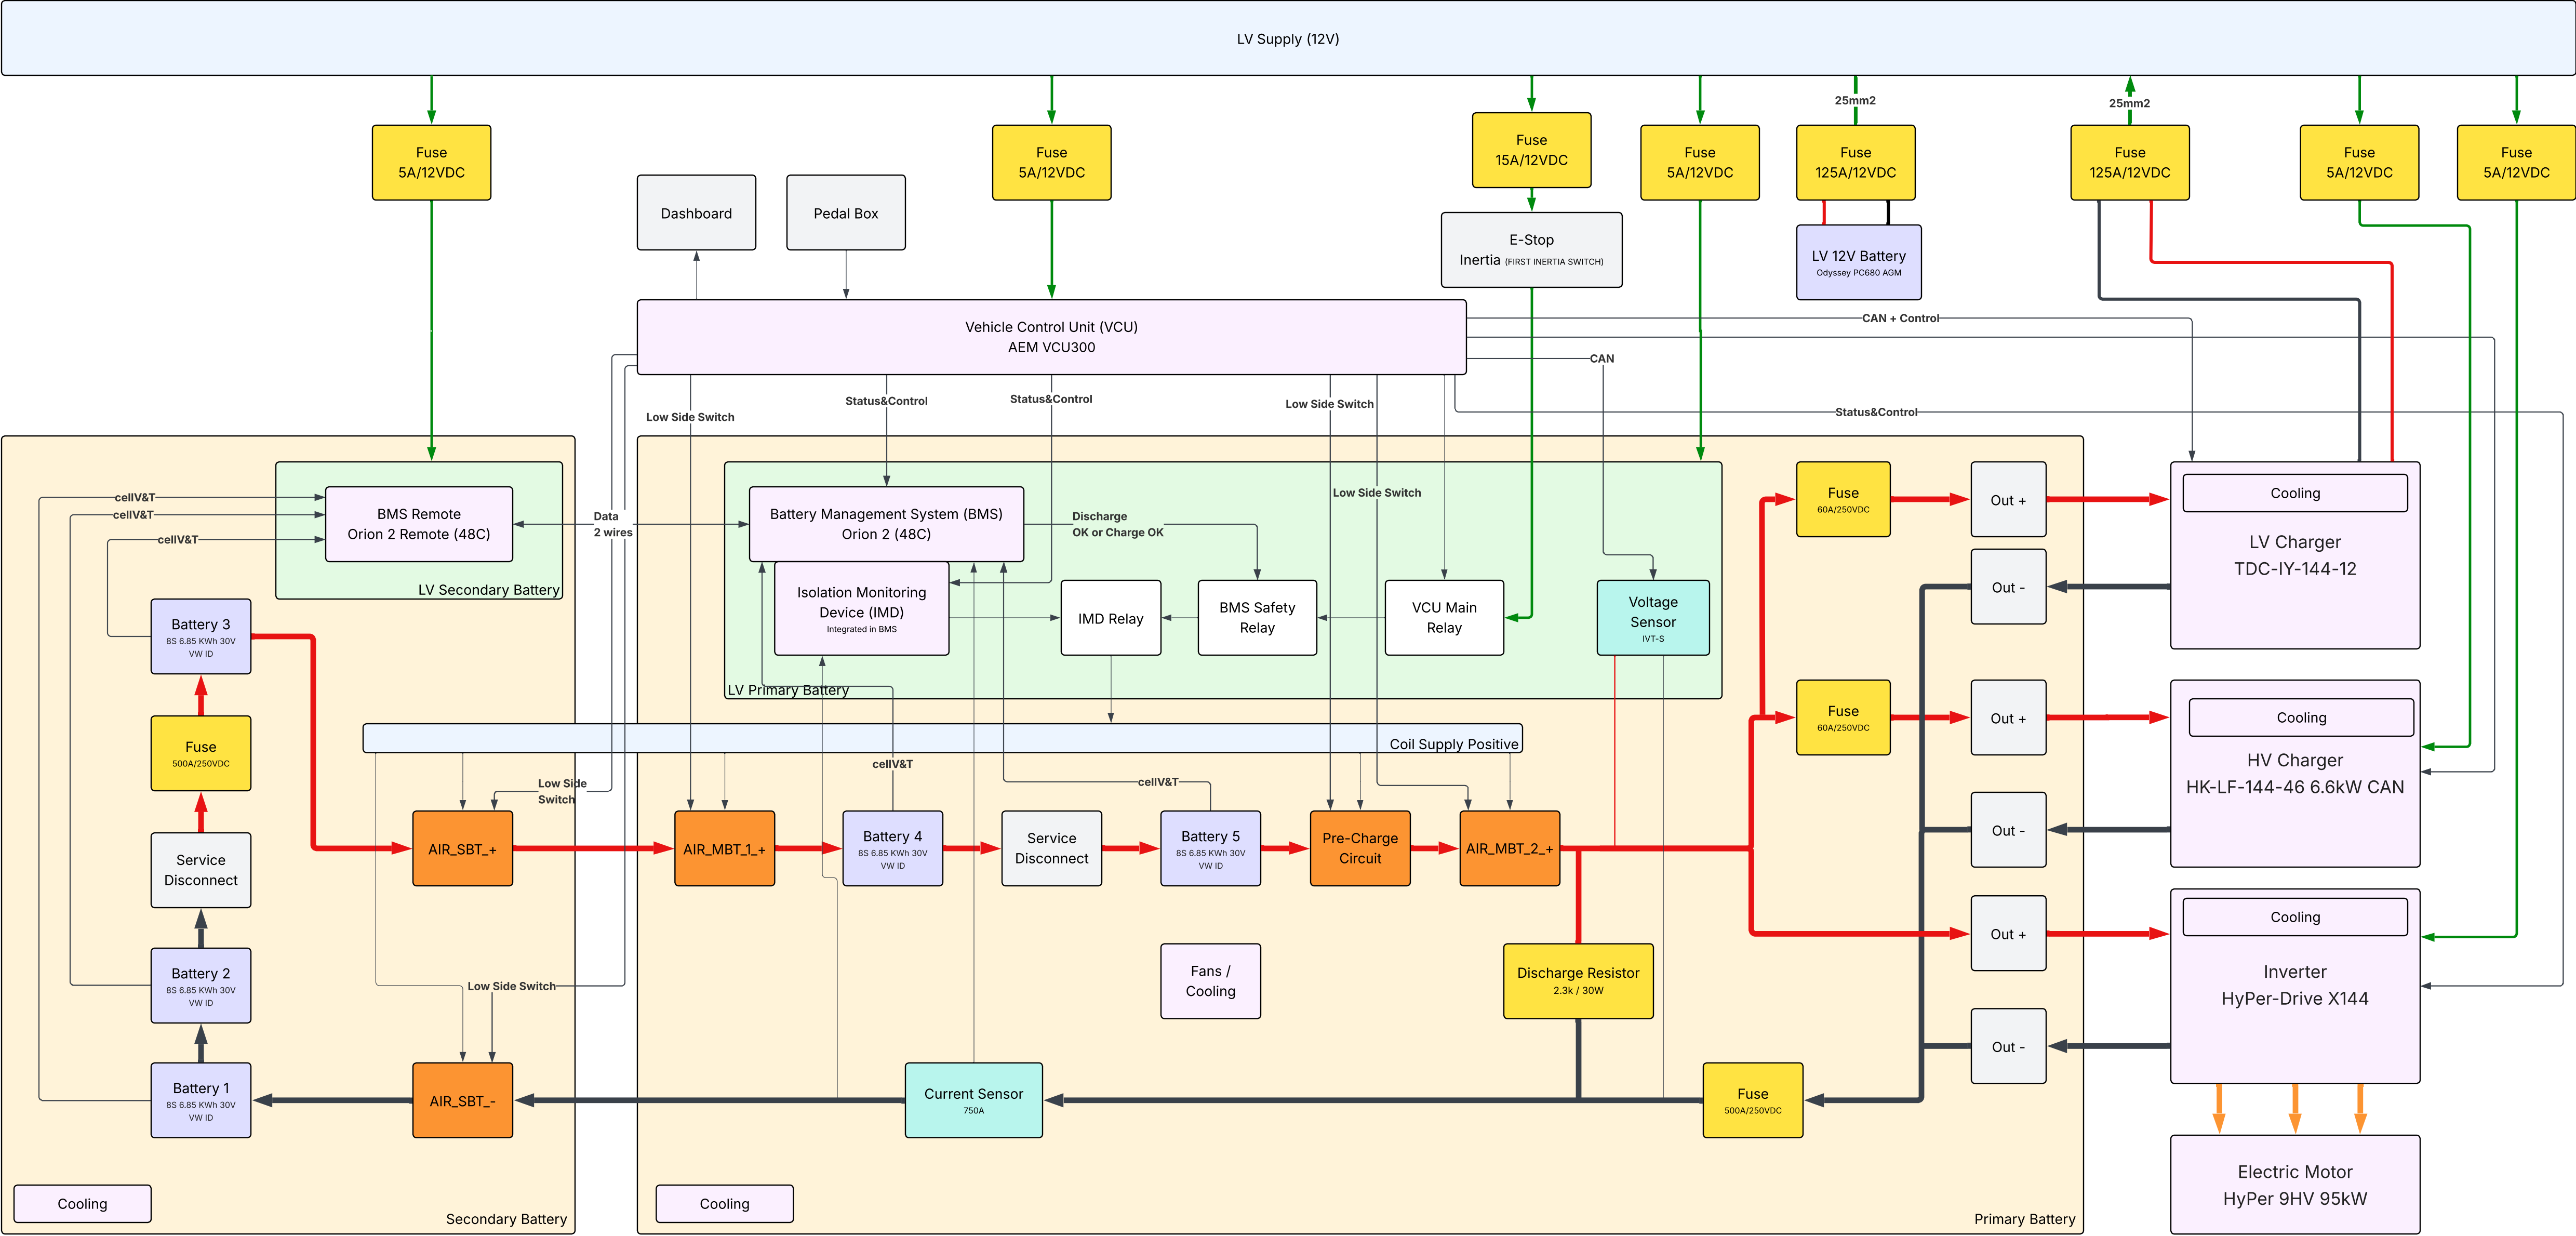 LV Supply (12V)
25mm2
25mm2
Fuse
5A/12VDC
Fuse
5A/12VDC
Fuse
15A/12VDC
Fuse
5A/12VDC
Fuse
125A/12VDC
Fuse
125A/12VDC
Fuse
5A/12VDC
Fuse
5A/12VDC
Dashboard
Pedal Box
E-Stop
Inertia (FIRST INERTIA SWITCH)
LV 12V Battery
Odyssey PC680 AGM
Vehicle Control Unit (VCU)
AEM VCU300
CAN + Control
CAN
Status&Control
Low Side Switch
Status&Control
Status&Control
Low Side Switch
Low Side Switch
cellV&T
cellV&T
cellV&T
BMS Remote
Orion 2 Remote (48C)
LV Secondary Battery
Data
2 wires
Battery Management System (BMS)
Orion 2 (48C)
Discharge
OK or Charge OK
Isolation Monitoring
Device (IMD)
Integrated in BMS
IMD Relay
BMS Safety
Relay
VCU Main
Relay
Voltage
Sensor
IVT-S
LV Primary Battery
Fuse
60A/250VDC
Out +
Out -
Cooling
LV Charger
TDC-IY-144-12
Fuse
60A/250VDC
Out +
Out -
Cooling
HV Charger
HK-LF-144-46 6.6kW CAN
Battery 3
8S 6.85 KWh 30V
VW ID
Fuse
500A/250VDC
Service
Disconnect
Battery 2
8S 6.85 KWh 30V
VW ID
Battery 1
8S 6.85 KWh 30V
VW ID
Coil Supply Positive
cellV&T
cellV&T
Low Side
Switch
AIR_SBT_+
AIR_MBT_1_+
Battery 4
8S 6.85 KWh 30V
VW ID
Service
Disconnect
Battery 5
8S 6.85 KWh 30V
VW ID
Pre-Charge
Circuit
AIR_MBT_2_+
Out +
Out -
Cooling
Inverter
HyPer-Drive X144
Low Side Switch
Fans /
Cooling
Discharge Resistor
2.3k / 30W
AIR_SBT_-
Current Sensor
750A
Fuse
500A/250VDC
Electric Motor
HyPer 9HV 95kW
Cooling
Secondary Battery
Cooling
Primary Battery